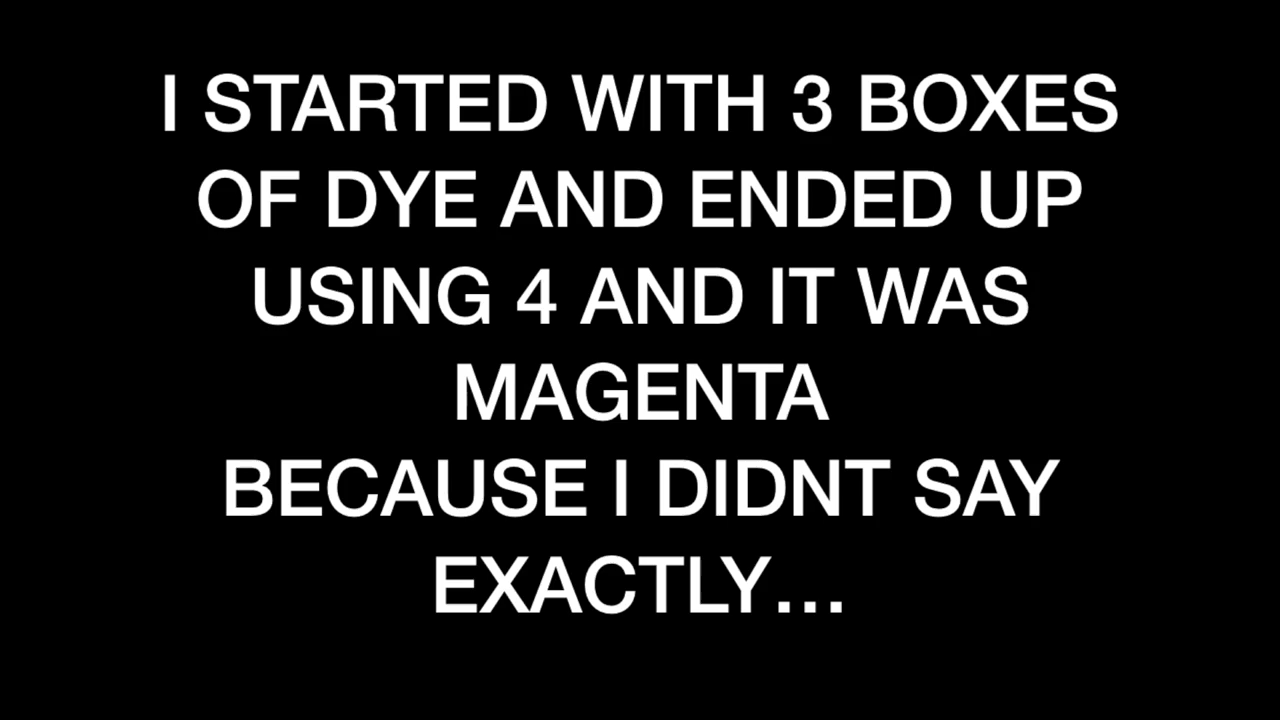 I STARTED WITH 3 BOXES
OF DYE AND ENDED UP
USING 4 AND IT WAS
MAGENTA
BECAUSE I DIDNT SAY
EXACTLY...